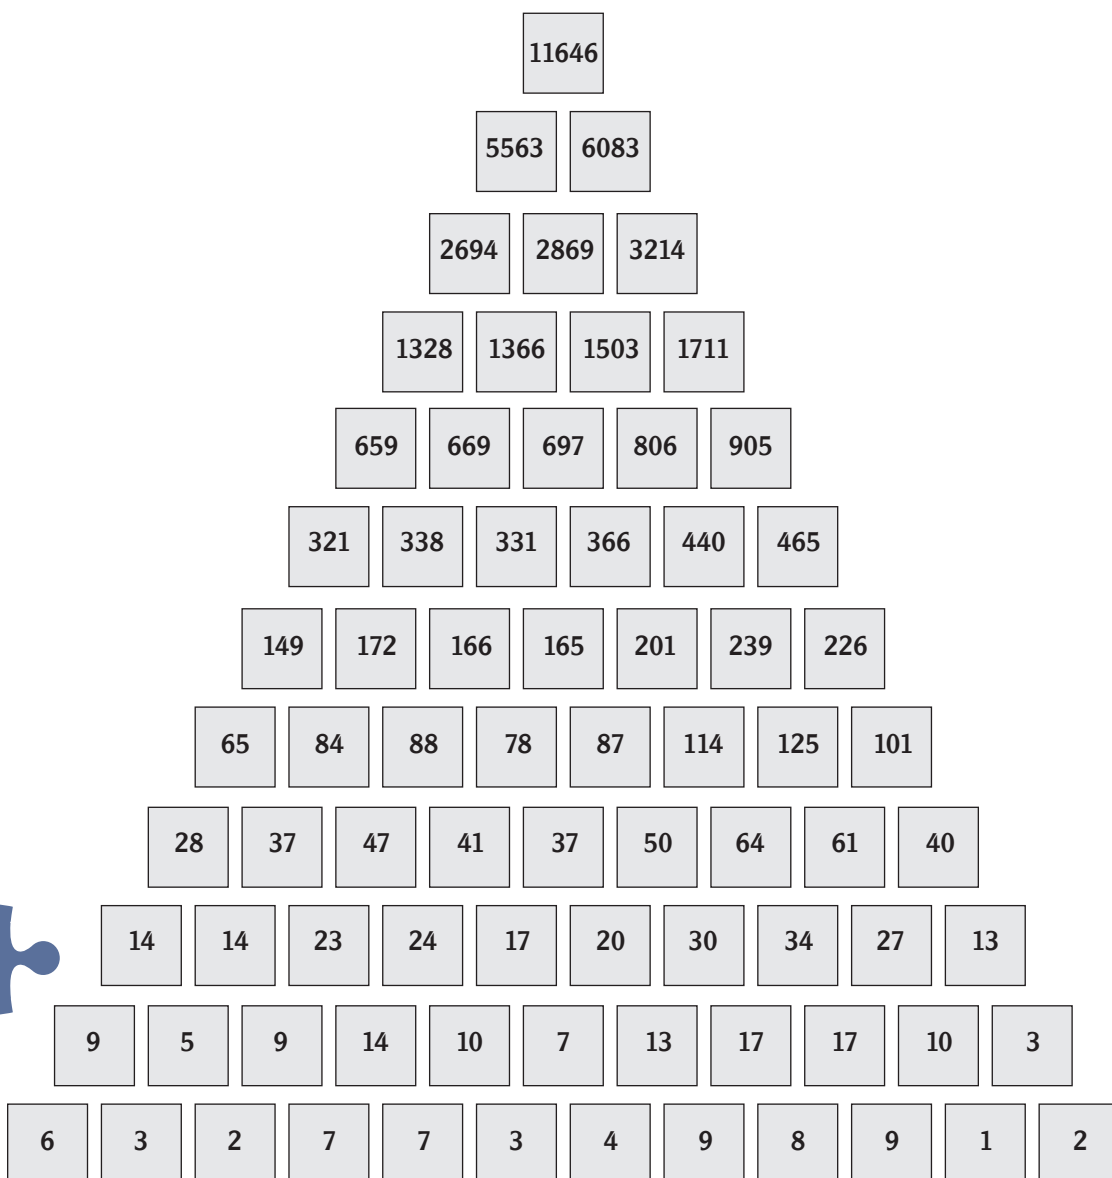 11646
5563 6083
2694 2869 3214
1328 1366 1503 1711
659 669 697 806 905
321 338 331 366 440 465
149 172 166 165 201 239 226
65 84 88 78 87 114 125 101
28 37 47 41 37 50 64 61 40
14 14 23 24 17 20 30 34 27 13
9 5 9 14 10 7 13 17 17 10 3
6 3 2 7 7 3 4 9 8 9 1 2